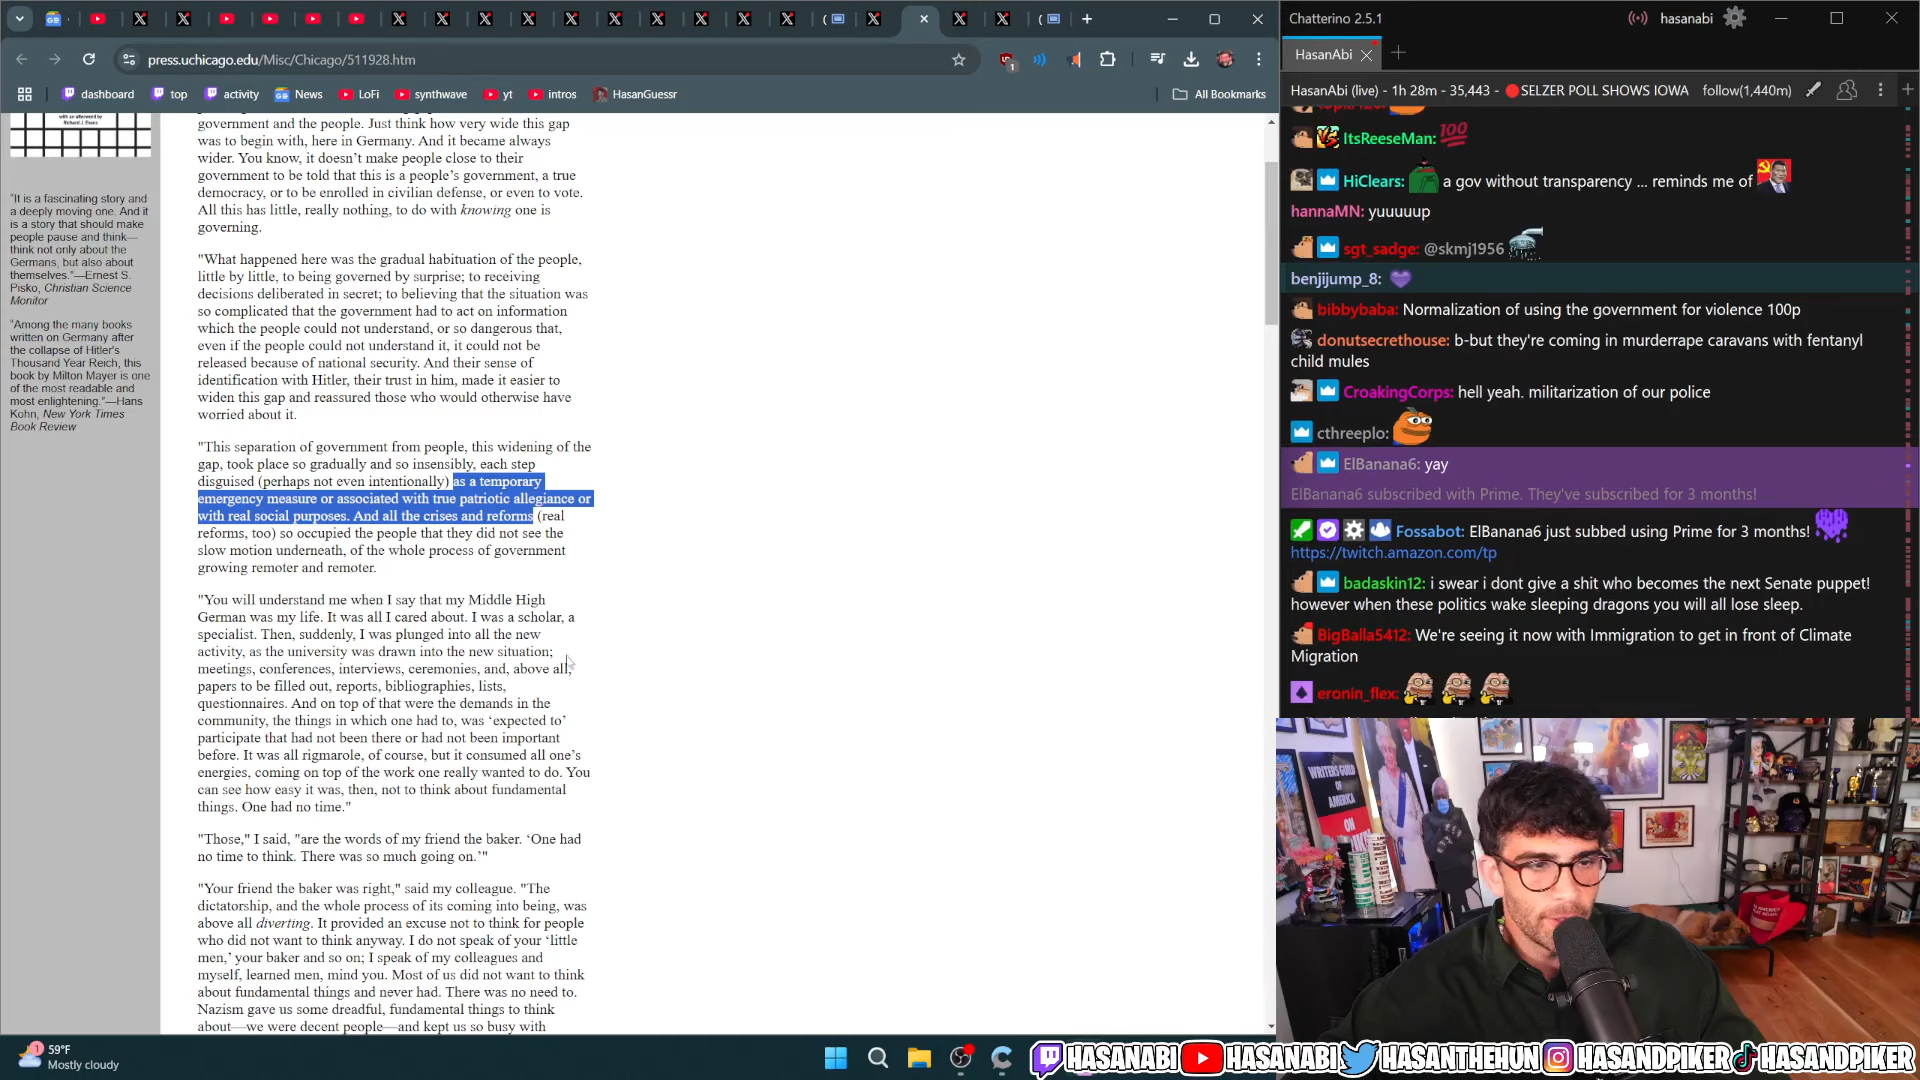 press.uchicago.edu/Misc/Chicago/511928.htm
dashboard top activity News LoFi synthwave yt intros HasanGuessr All Bookmarks
with an afterword by
Richard J. Evans
"It is a fascinating story and
a deeply moving one. And it
is a story that should make
people pause and think—
think not only about the
Germans, but also about
themselves."—Ernest S.
Pisko, Christian Science
Monitor
"Among the many books
written on Germany after
the collapse of Hitler's
Thousand Year Reich, this
book by Milton Mayer is one
of the most readable and
most enlightening."—Hans
Kohn, New York Times
Book Review
government and the people. Just think how very wide this gap
was to begin with, here in Germany. And it became always
wider. You know, it doesn't make people close to their
government to be told that this is a people's government, a true
democracy, or to be enrolled in civilian defense, or even to vote.
All this has little, really nothing, to do with knowing one is
governing.
"What happened here was the gradual habituation of the people,
little by little, to being governed by surprise; to receiving
decisions deliberated in secret; to believing that the situation was
so complicated that the government had to act on information
which the people could not understand, or so dangerous that,
even if the people could not understand it, it could not be
released because of national security. And their sense of
identification with Hitler, their trust in him, made it easier to
widen this gap and reassured those who would otherwise have
worried about it.
"This separation of government from people, this widening of the
gap, took place so gradually and so insensibly, each step
disguised (perhaps not even intentionally) as a temporary
emergency measure or associated with true patriotic allegiance or
with real social purposes. And all the crises and reforms (real
reforms, too) so occupied the people that they did not see the
slow motion underneath, of the whole process of government
growing remoter and remoter.
"You will understand me when I say that my Middle High
German was my life. It was all I cared about. I was a scholar, a
specialist. Then, suddenly, I was plunged into all the new
activity, as the university was drawn into the new situation;
meetings, conferences, interviews, ceremonies, and, above all,
papers to be filled out, reports, bibliographies, lists,
questionnaires. And on top of that were the demands in the
community, the things in which one had to, was 'expected to'
participate that had not been there or had not been important
before. It was all rigmarole, of course, but it consumed all one's
energies, coming on top of the work one really wanted to do. You
can see how easy it was, then, not to think about fundamental
things. One had no time."
"Those," I said, "are the words of my friend the baker. 'One had
no time to think. There was so much going on.'"
"Your friend the baker was right," said my colleague. "The
dictatorship, and the whole process of its coming into being, was
above all diverting. It provided an excuse not to think for people
who did not want to think anyway. I do not speak of your 'little
men,' your baker and so on; I speak of my colleagues and
myself, learned men, mind you. Most of us did not want to think
about fundamental things and never had. There was no need to.
Nazism gave us some dreadful, fundamental things to think
about—we were decent people—and kept us so busy with
Chatterino 2.5.1 hasanabi
HasanAbi
HasanAbi (live) - 1h 28m - 35,443 - 🔴SELZER POLL SHOWS IOWA follow(1,440m)
ItsReeseMan: 100
HiClears: a gov without transparency ... reminds me of
hannaMN: yuuuuup
sgt_sadge: @skmj1956
benjijump_8:
bibbybaba: Normalization of using the government for violence 100p
donutsecrethouse: b-but they're coming in murderrape caravans with fentanyl
child mules
CroakingCorps: hell yeah. militarization of our police
cthreeplo:
ElBanana6: yay
ElBanana6 subscribed with Prime. They've subscribed for 3 months!
Fossabot: ElBanana6 just subbed using Prime for 3 months!
https://twitch.amazon.com/tp
badaskin12: i swear i dont give a shit who becomes the next Senate puppet!
however when these politics wake sleeping dragons you will all lose sleep.
BigBalla5412: We're seeing it now with Immigration to get in front of Climate
Migration
eronin_flex:
WRITERS GUILD
OF AMERICA
ON
59°F
Mostly cloudy
HASANABI HASANABI HASANTHEHUN HASANDPIKER HASANDPIKER